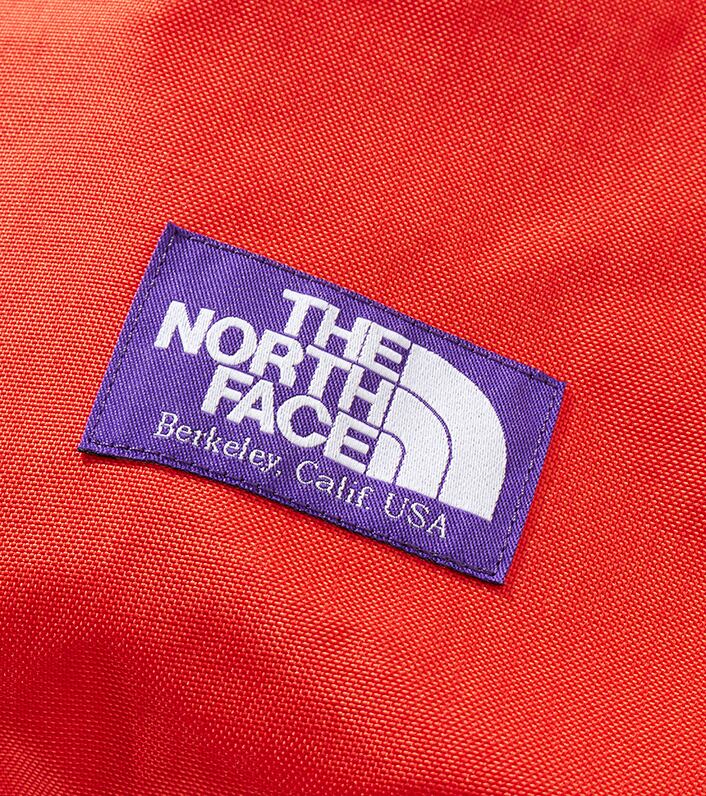 THE
NORTH
FACE
Berkeley, Calif. USA